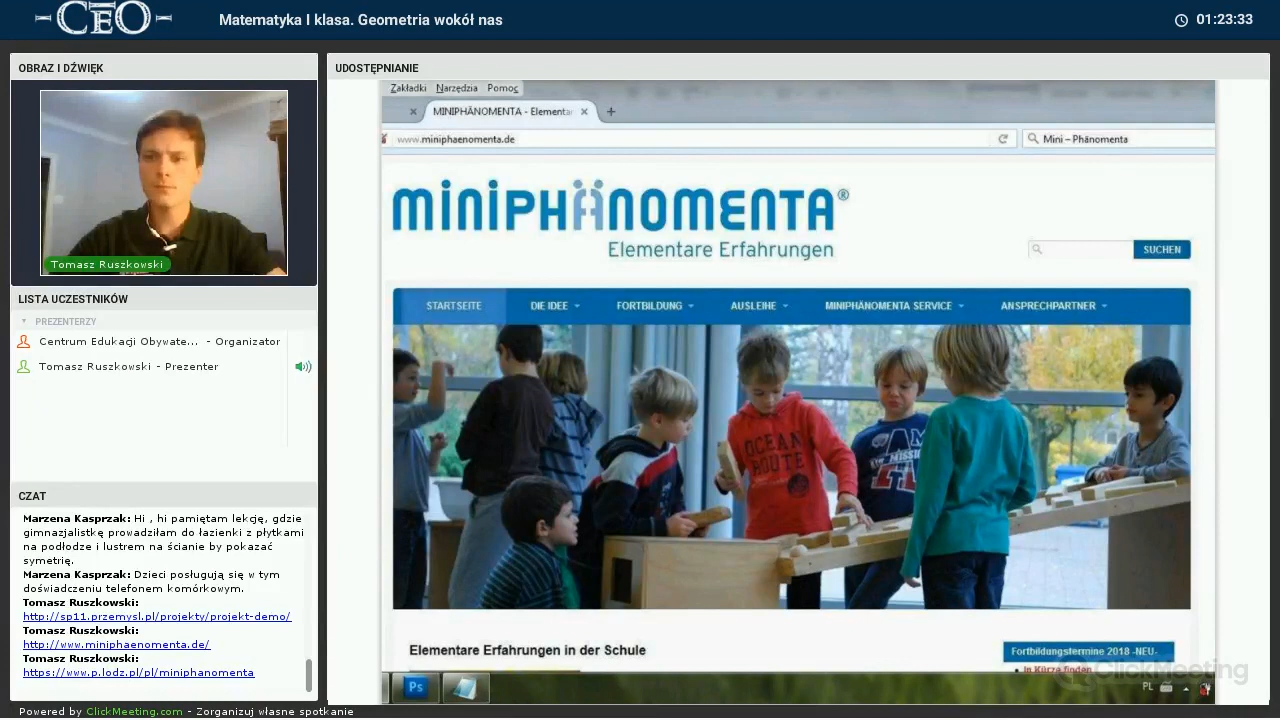 CEO
Matematyka I klasa. Geometria wokół nas
01:23:33
OBRAZ I DŹWIĘK
Tomasz Ruszkowski
LISTA UCZESTNIKÓW
PREZENTERZY
Centrum Edukacji Obywate... - Organizator
Tomasz Ruszkowski - Prezenter
CZAT
Marzena Kasprzak: Hi , hi pamiętam lekcję, gdzie
gimnazjalistkę prowadziłam do łazienki z płytkami
na podłodze i lustrem na ścianie by pokazać
symetrię.
Marzena Kasprzak: Dzieci posługują się w tym
doświadczeniu telefonem komórkowym.
Tomasz Ruszkowski:
http://sp11.przemysl.pl/projekty/projekt-demo/
Tomasz Ruszkowski:
http://www.miniphaenomenta.de/
Tomasz Ruszkowski:
https://www.p.lodz.pl/pl/miniphanomenta
UDOSTĘPNIANIE
Zakładki Narzędzia Pomoc
MINIPHÄNOMENTA - Elementar
www.miniphaenomenta.de
Mini – Phänomenta
MINIPHÄNOMENTA®
Elementare Erfahrungen
SUCHEN
STARTSEITE DIE IDEE FORTBILDUNG AUSLEIHE MINIPHÄNOMENTA SERVICE ANSPRECHPARTNER
OCEAN
ROUTE
Elementare Erfahrungen in der Schule
Fortbildungstermine 2018 -NEU-
In Kürze finden
ClickMeeting
Ps
PL
Powered by ClickMeeting.com - Zorganizuj własne spotkanie